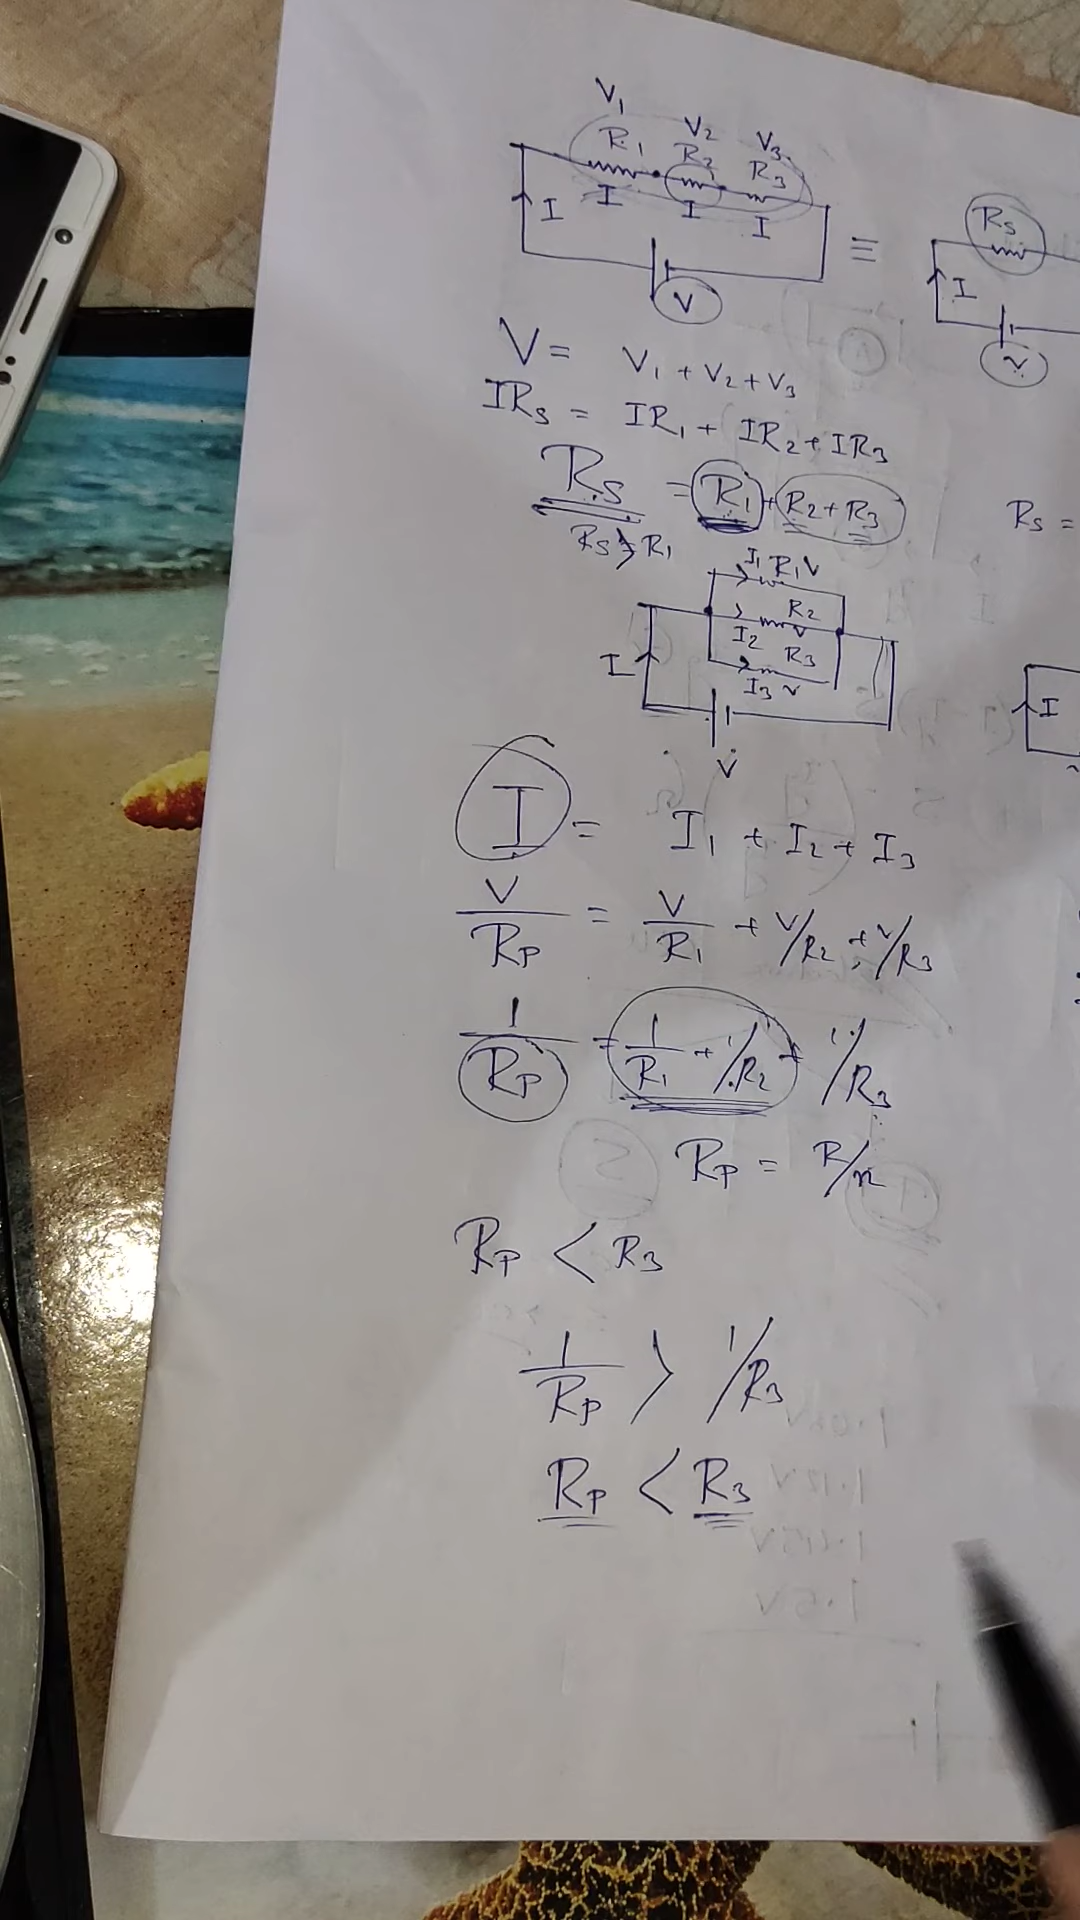 V₁ V₂ V₃
R₁ R₂ R₃
I I I I
V
≡
Rs
I
V
V = V₁ + V₂ + V₃
IRs = IR₁ + IR₂ + IR₃
Rs = R₁ + R₂ + R₃
Rs =
Rs > R₁
I₁ R₁ V
R₂
I₂ V
R₃
I₃ V
I
V
I
I = I₁ + I₂ + I₃
V/Rp = V/R₁ + V/R₂ + V/R₃
1/Rp = 1/R₁ + 1/R₂ + 1/R₃
Rp = R/n
Rp < R₃
1/Rp > 1/R₃
Rp < R₃